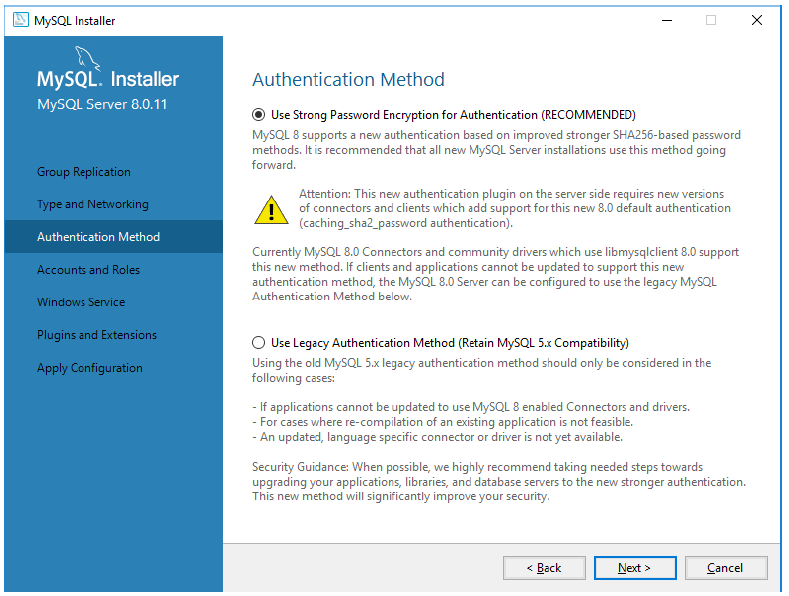 MySQL Installer
MySQL. Installer
MySQL Server 8.0.11
Group Replication
Type and Networking
Authentication Method
Accounts and Roles
Windows Service
Plugins and Extensions
Apply Configuration
Authentication Method
Use Strong Password Encryption for Authentication (RECOMMENDED)
MySQL 8 supports a new authentication based on improved stronger SHA256-based password
methods. It is recommended that all new MySQL Server installations use this method going
forward.
Attention: This new authentication plugin on the server side requires new versions
of connectors and clients which add support for this new 8.0 default authentication
(caching_sha2_password authentication).
Currently MySQL 8.0 Connectors and community drivers which use libmysqlclient 8.0 support
this new method. If clients and applications cannot be updated to support this new
authentication method, the MySQL 8.0 Server can be configured to use the legacy MySQL
Authentication Method below.
Use Legacy Authentication Method (Retain MySQL 5.x Compatibility)
Using the old MySQL 5.x legacy authentication method should only be considered in the
following cases:
- If applications cannot be updated to use MySQL 8 enabled Connectors and drivers.
- For cases where re-compilation of an existing application is not feasible.
- An updated, language specific connector or driver is not yet available.
Security Guidance: When possible, we highly recommend taking needed steps towards
upgrading your applications, libraries, and database servers to the new stronger authentication.
This new method will significantly improve your security.
< Back
Next >
Cancel